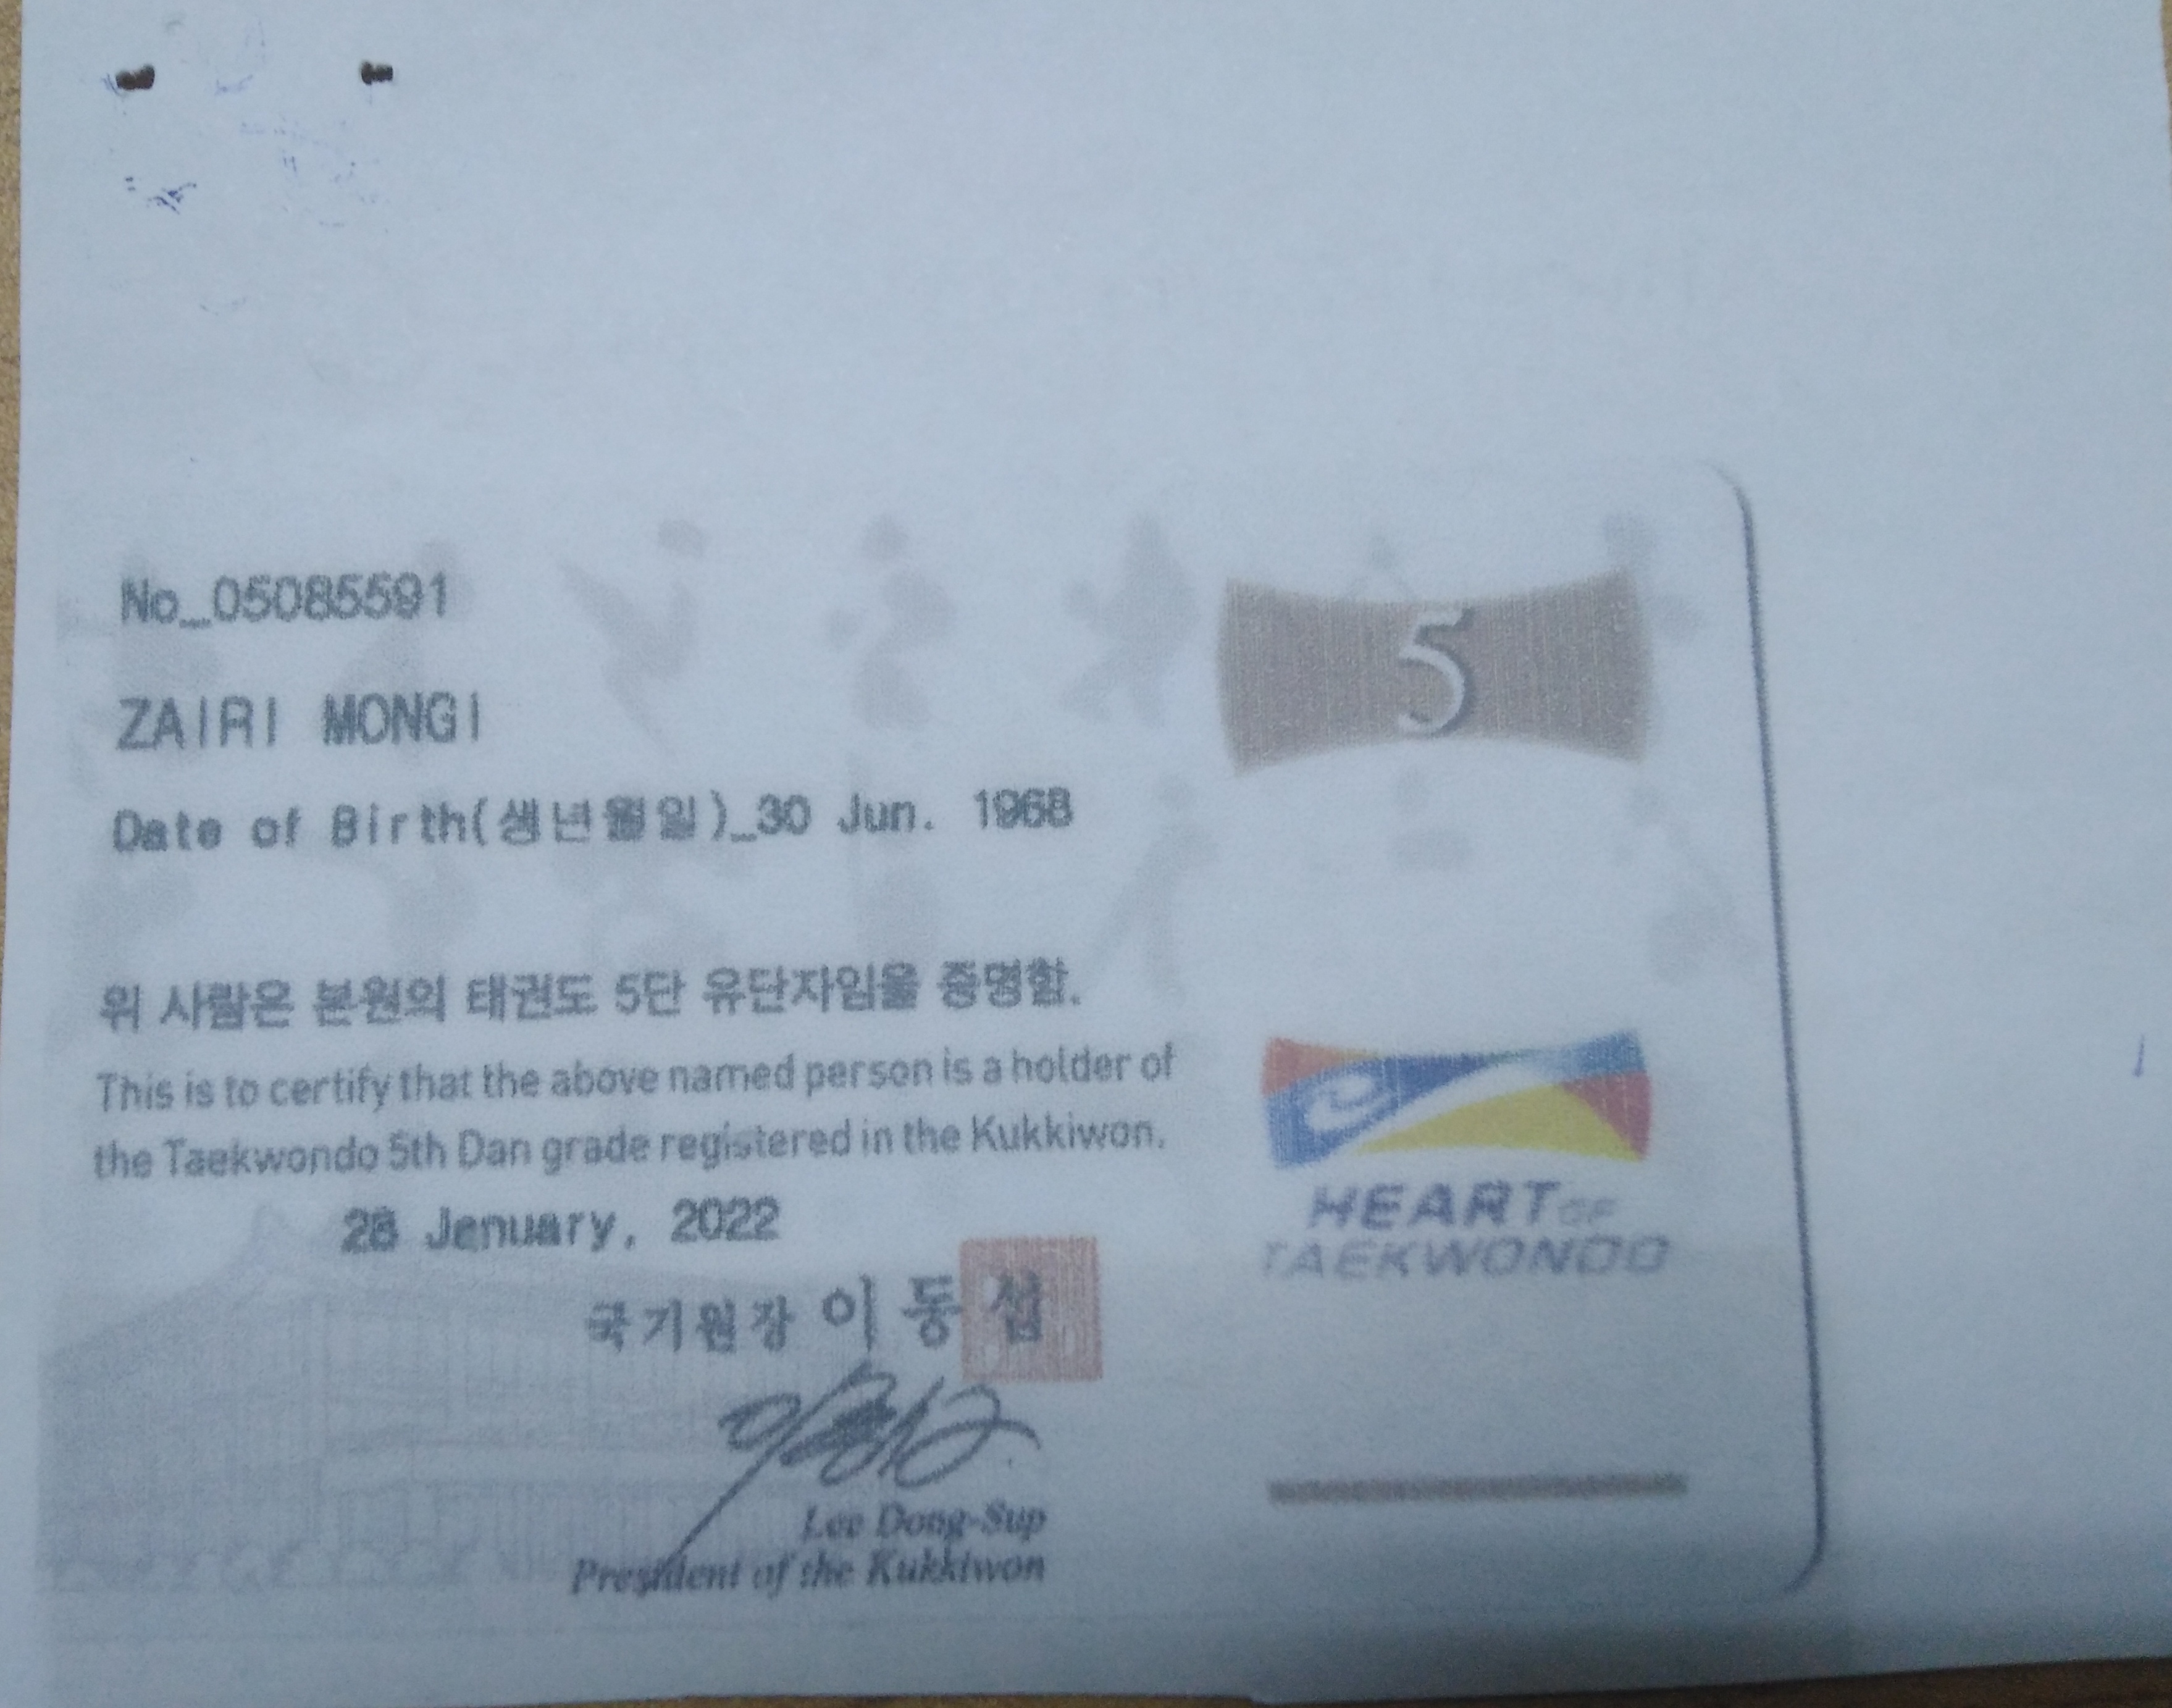 No_05085591
5
ZAIRI MONGI
Date of Birth(생년월일)_30 Jun. 1968
위 사람은 본원의 태권도 5단 유단자임을 증명함.
This is to certify that the above named person is a holder of
the Taekwondo 5th Dan grade registered in the Kukkiwon.
28 January, 2022
HEART OF
TAEKWONDO
국기원장 이동섭
Lee Dong-Sup
President of the Kukkiwon